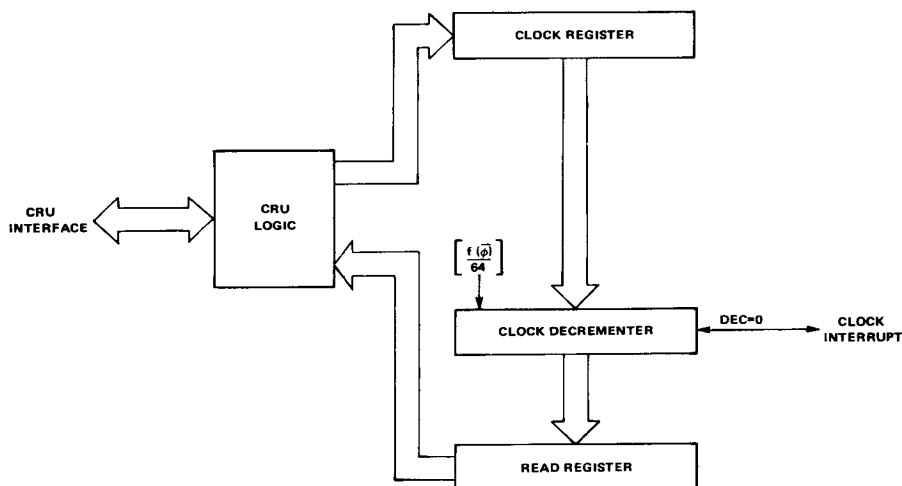 CLOCK REGISTER
CRU
INTERFACE
CRU
LOGIC
[f(φ̅)/64]
CLOCK DECREMENTER
DEC=0
CLOCK
INTERRUPT
READ REGISTER